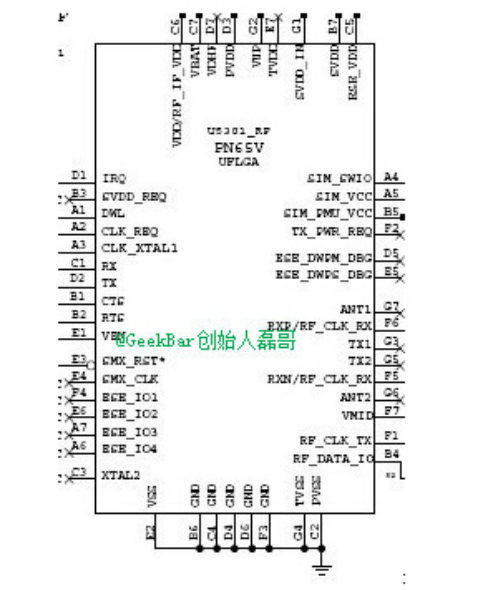 C6 C7 D7 D3 G2 E7 G1 B7 C5
VDD/RF_IF_VDD VBAT VDHF PVDD VUP TVDD SVDD_IN SVDD ESE_VDD
U5301_RF
PN65V
UFLGA
D1 IRQ SIM_SWIO A4
B3 SVDD_REQ SIM_VCC A5
A1 DWL SIM_PMU_VCC B5
A2 CLK_REQ TX_PWR_REQ F2
A3 CLK_XTAL1 ESE_DWPM_DBG D5
C1 RX ESE_DWPS_DBG E5
D2 TX
B1 CTS ANT1 G7
B2 RTS RXP/RF_CLK_RX F6
E1 VEN TX1 G3
@GeekBar创始人磊哥
E3 SMX_RST* TX2 G5
E4 SMX_CLK RXN/RF_CLK_RX F5
F4 ESE_IO1 ANT2 G6
E6 ESE_IO2 VMID F7
A7 ESE_IO3 RF_CLK_TX F1
A6 ESE_IO4 RF_DATA_IO B4
C3 XTAL2
VSS GND GND GND GND GND TVSS PVSS
E2 B6 C4 D4 D6 F3 G4 C2